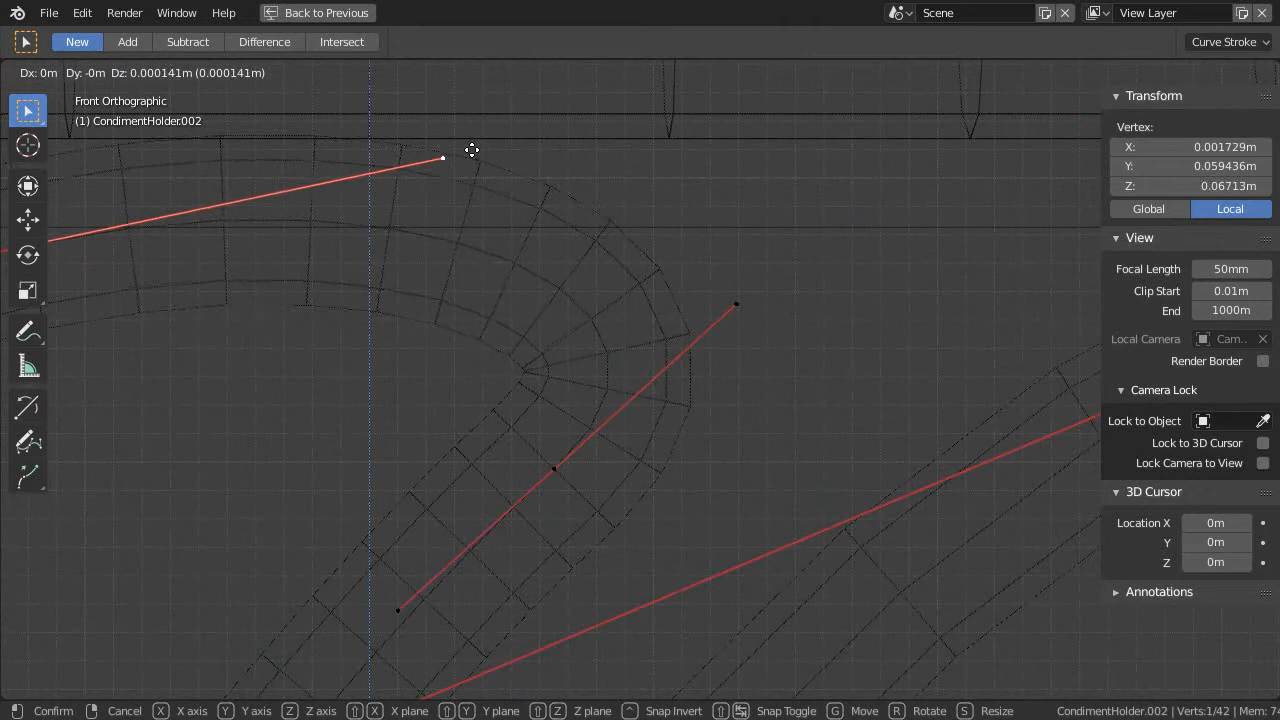 File Edit Render Window Help Back to Previous Scene View Layer
New Add Subtract Difference Intersect Curve Stroke
Dx: 0m Dy: -0m Dz: 0.000141m (0.000141m)
Front Orthographic
(1) CondimentHolder.002
Transform
Vertex:
X: 0.001729m
Y: 0.059436m
Z: 0.06713m
Global Local
View
Focal Length 50mm
Clip Start 0.01m
End 1000m
Local Camera Cam..
Render Border
Camera Lock
Lock to Object
Lock to 3D Cursor
Lock Camera to View
3D Cursor
Location X 0m
Y 0m
Z 0m
Annotations
Confirm Cancel X X axis Y Y axis Z Z axis X X plane Y Y plane Z Z plane Snap Invert Snap Toggle G Move R Rotate S Resize CondimentHolder.002 | Verts:1/42 | Mem: 7